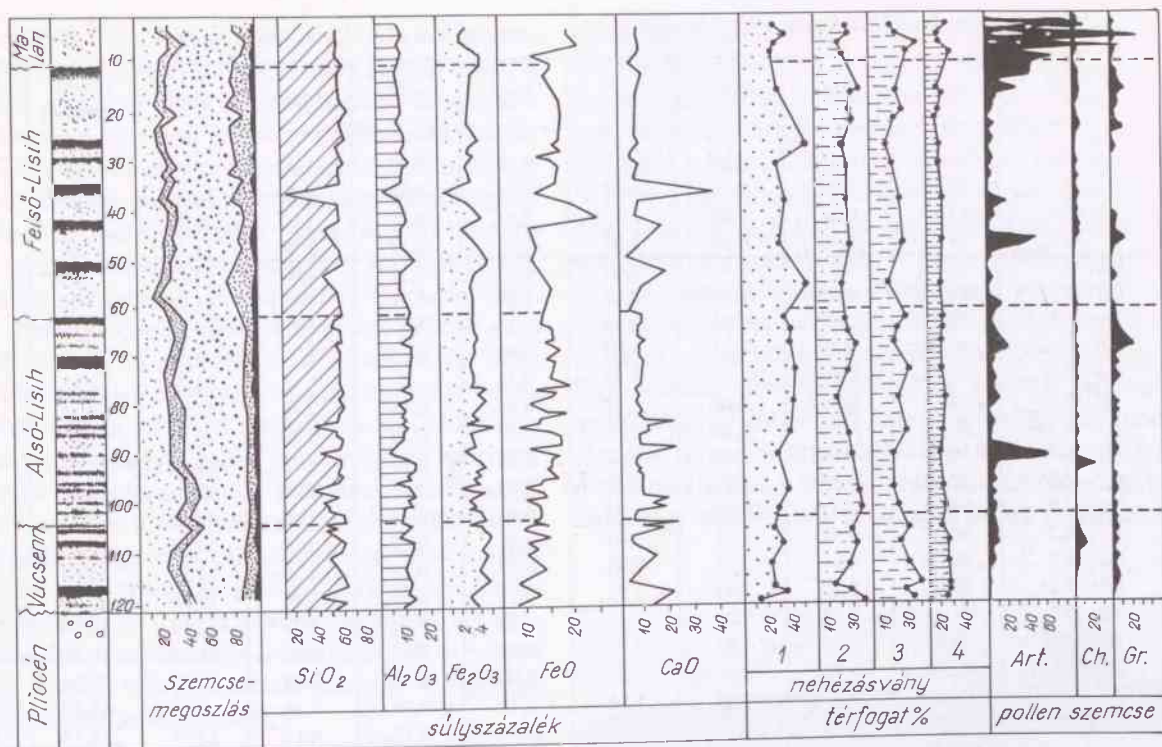 Ma-
lan
Felső-Lisih
Alsó-Lisih
Vucsenn
Pliocén
10
20
30
40
50
60
70
80
90
100
110
120
20 40 60 80
20 40 60 80
10 20
2 4
10 20
10 20 30 40
20 40
10 30
10 30
20 40
20 40 80
20
20
Szemcse-
megoszlás
SiO₂
Al₂O₃
Fe₂O₃
FeO
CaO
1
2
3
4
Art.
Ch.
Gr.
súlyszázalék
nehézásvány
térfogat%
pollen szemcse